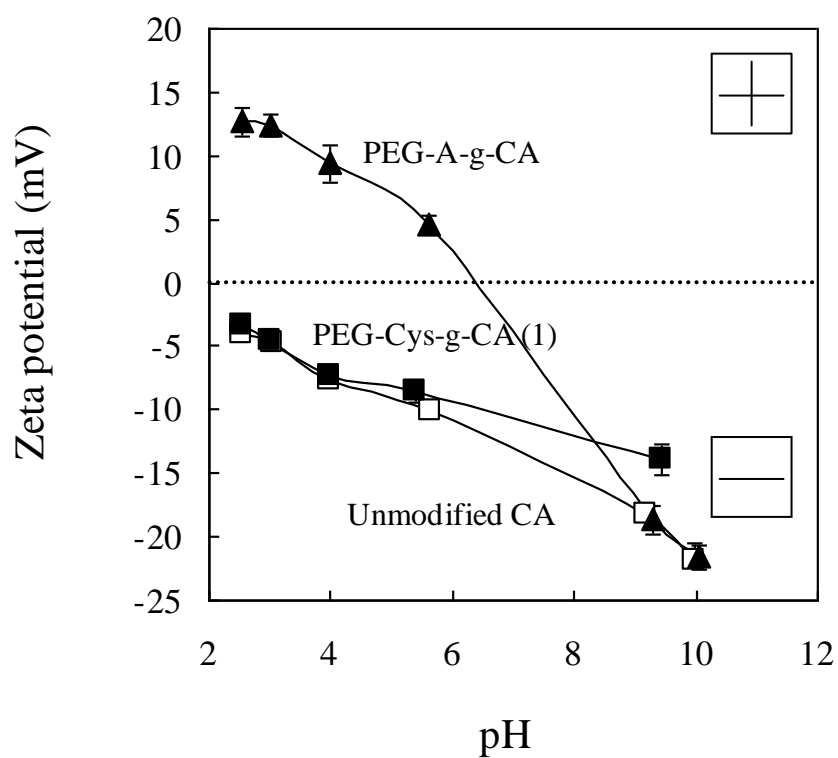 20
15
10
5
0
-5
-10
-15
-20
-25
Zeta potential (mV)
PEG-A-g-CA
PEG-Cys-g-CA (1)
Unmodified CA
2 4 6 8 10 12
pH